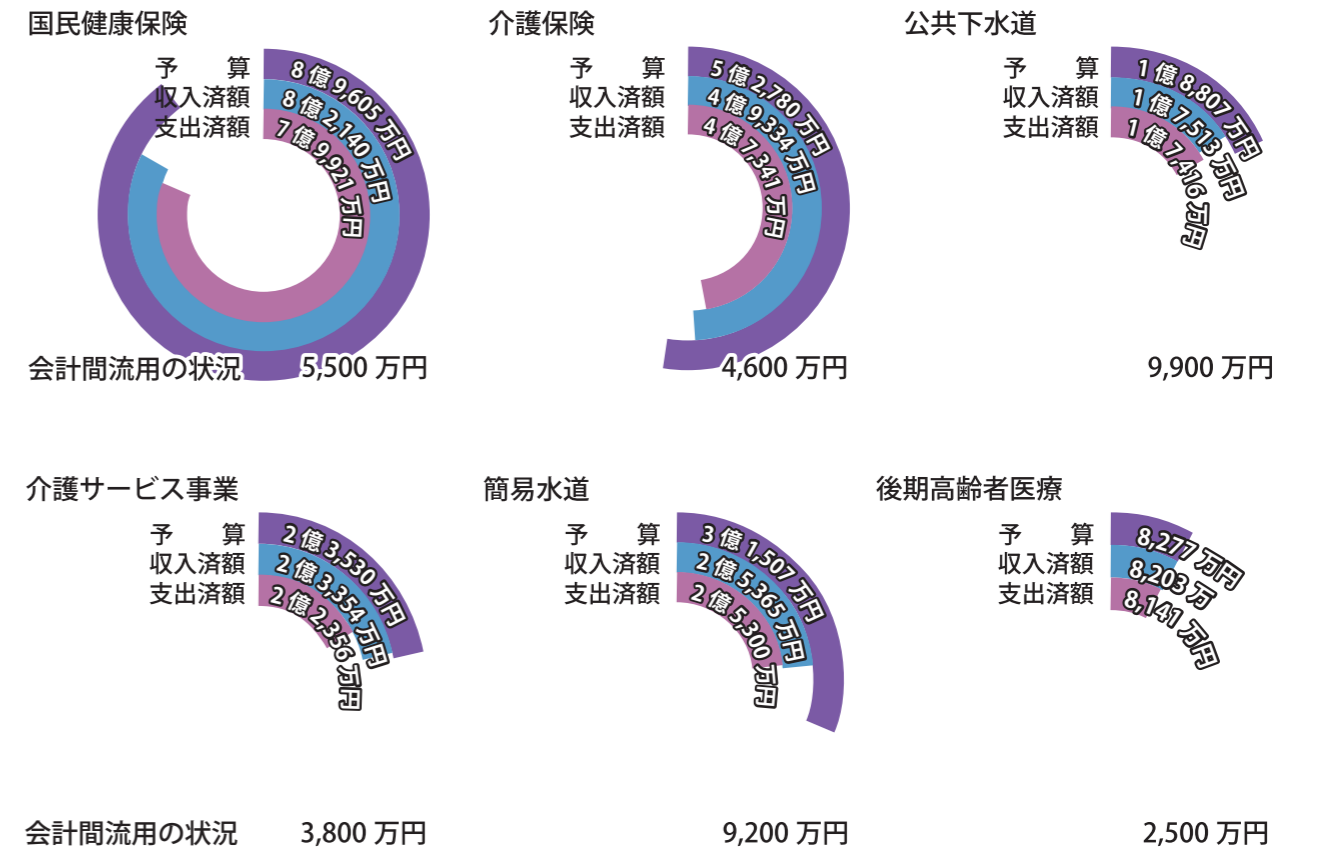 国民健康保険
予　　算 8億9,605万円
収入済額 8億2,140万円
支出済額 7億9,921万円
会計間流用の状況 5,500万円
介護保険
予　　算 5億2,780万円
収入済額 4億9,334万円
支出済額 4億7,341万円
4,600万円
公共下水道
予　　算 1億8,807万円
収入済額 1億7,513万円
支出済額 1億7,416万円
9,900万円
介護サービス事業
予　　算 2億3,530万円
収入済額 2億3,354万円
支出済額 2億2,356万円
会計間流用の状況 3,800万円
簡易水道
予　　算 3億1,507万円
収入済額 2億5,365万円
支出済額 2億5,300万円
9,200万円
後期高齢者医療
予　　算 8,277万円
収入済額 8,203万
支出済額 8,141万円
2,500万円